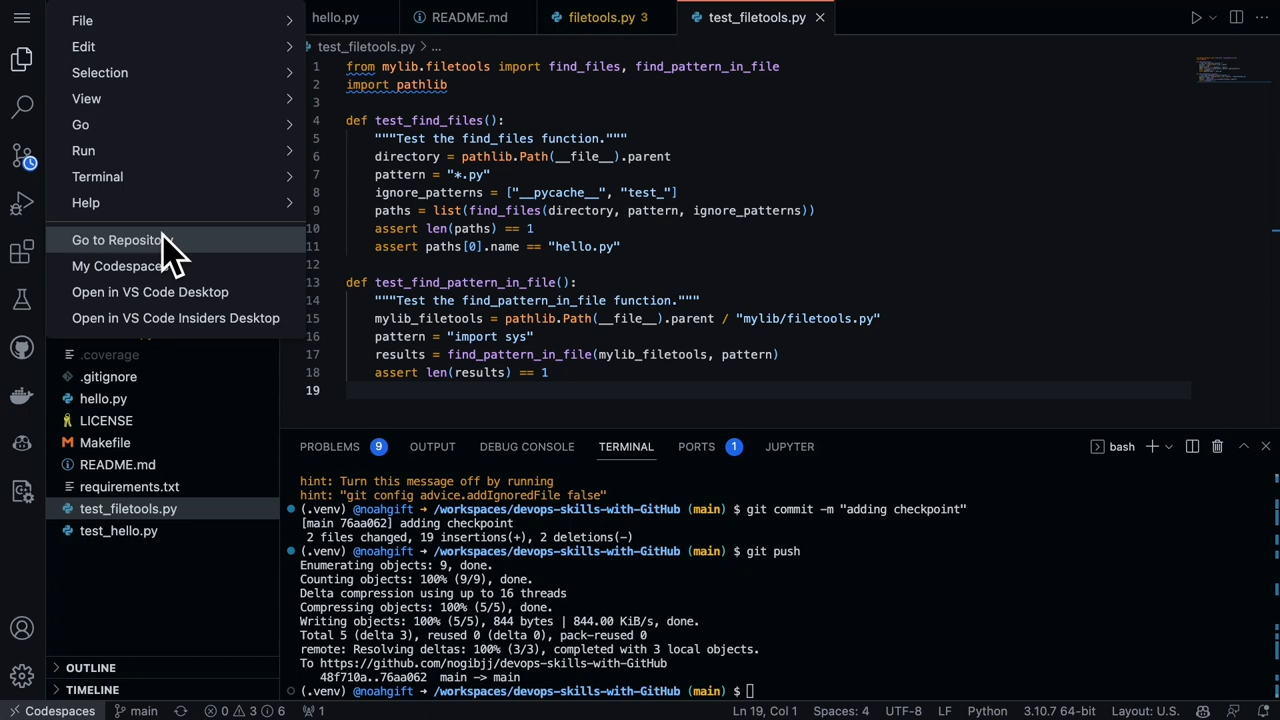 File
Edit
Selection
View
Go
Run
Terminal
Help
Go to Repository
My Codespaces
Open in VS Code Desktop
Open in VS Code Insiders Desktop
.coverage
.gitignore
hello.py
LICENSE
Makefile
README.md
requirements.txt
test_filetools.py
test_hello.py
OUTLINE
TIMELINE
hello.py README.md filetools.py 3 test_filetools.py
test_filetools.py > ...
1 from mylib.filetools import find_files, find_pattern_in_file
2 import pathlib
3
4 def test_find_files():
5 """Test the find_files function."""
6 directory = pathlib.Path(__file__).parent
7 pattern = "*.py"
8 ignore_patterns = ["__pycache__", "test_"]
9 paths = list(find_files(directory, pattern, ignore_patterns))
10 assert len(paths) == 1
11 assert paths[0].name == "hello.py"
12
13 def test_find_pattern_in_file():
14 """Test the find_pattern_in_file function."""
15 mylib_filetools = pathlib.Path(__file__).parent / "mylib/filetools.py"
16 pattern = "import sys"
17 results = find_pattern_in_file(mylib_filetools, pattern)
18 assert len(results) == 1
19
PROBLEMS 9 OUTPUT DEBUG CONSOLE TERMINAL PORTS 1 JUPYTER bash
hint: Turn this message off by running
hint: "git config advice.addIgnoredFile false"
(.venv) @noahgift → /workspaces/devops-skills-with-GitHub (main) $ git commit -m "adding checkpoint"
[main 76aa062] adding checkpoint
2 files changed, 19 insertions(+), 2 deletions(-)
(.venv) @noahgift → /workspaces/devops-skills-with-GitHub (main) $ git push
Enumerating objects: 9, done.
Counting objects: 100% (9/9), done.
Delta compression using up to 16 threads
Compressing objects: 100% (5/5), done.
Writing objects: 100% (5/5), 844 bytes | 844.00 KiB/s, done.
Total 5 (delta 3), reused 0 (delta 0), pack-reused 0
remote: Resolving deltas: 100% (3/3), completed with 3 local objects.
To https://github.com/nogibjj/devops-skills-with-GitHub
48f710a..76aa062 main -> main
(.venv) @noahgift → /workspaces/devops-skills-with-GitHub (main) $
Codespaces main 0 3 6 1 Ln 19, Col 1 Spaces: 4 UTF-8 LF Python 3.10.7 64-bit Layout: U.S.